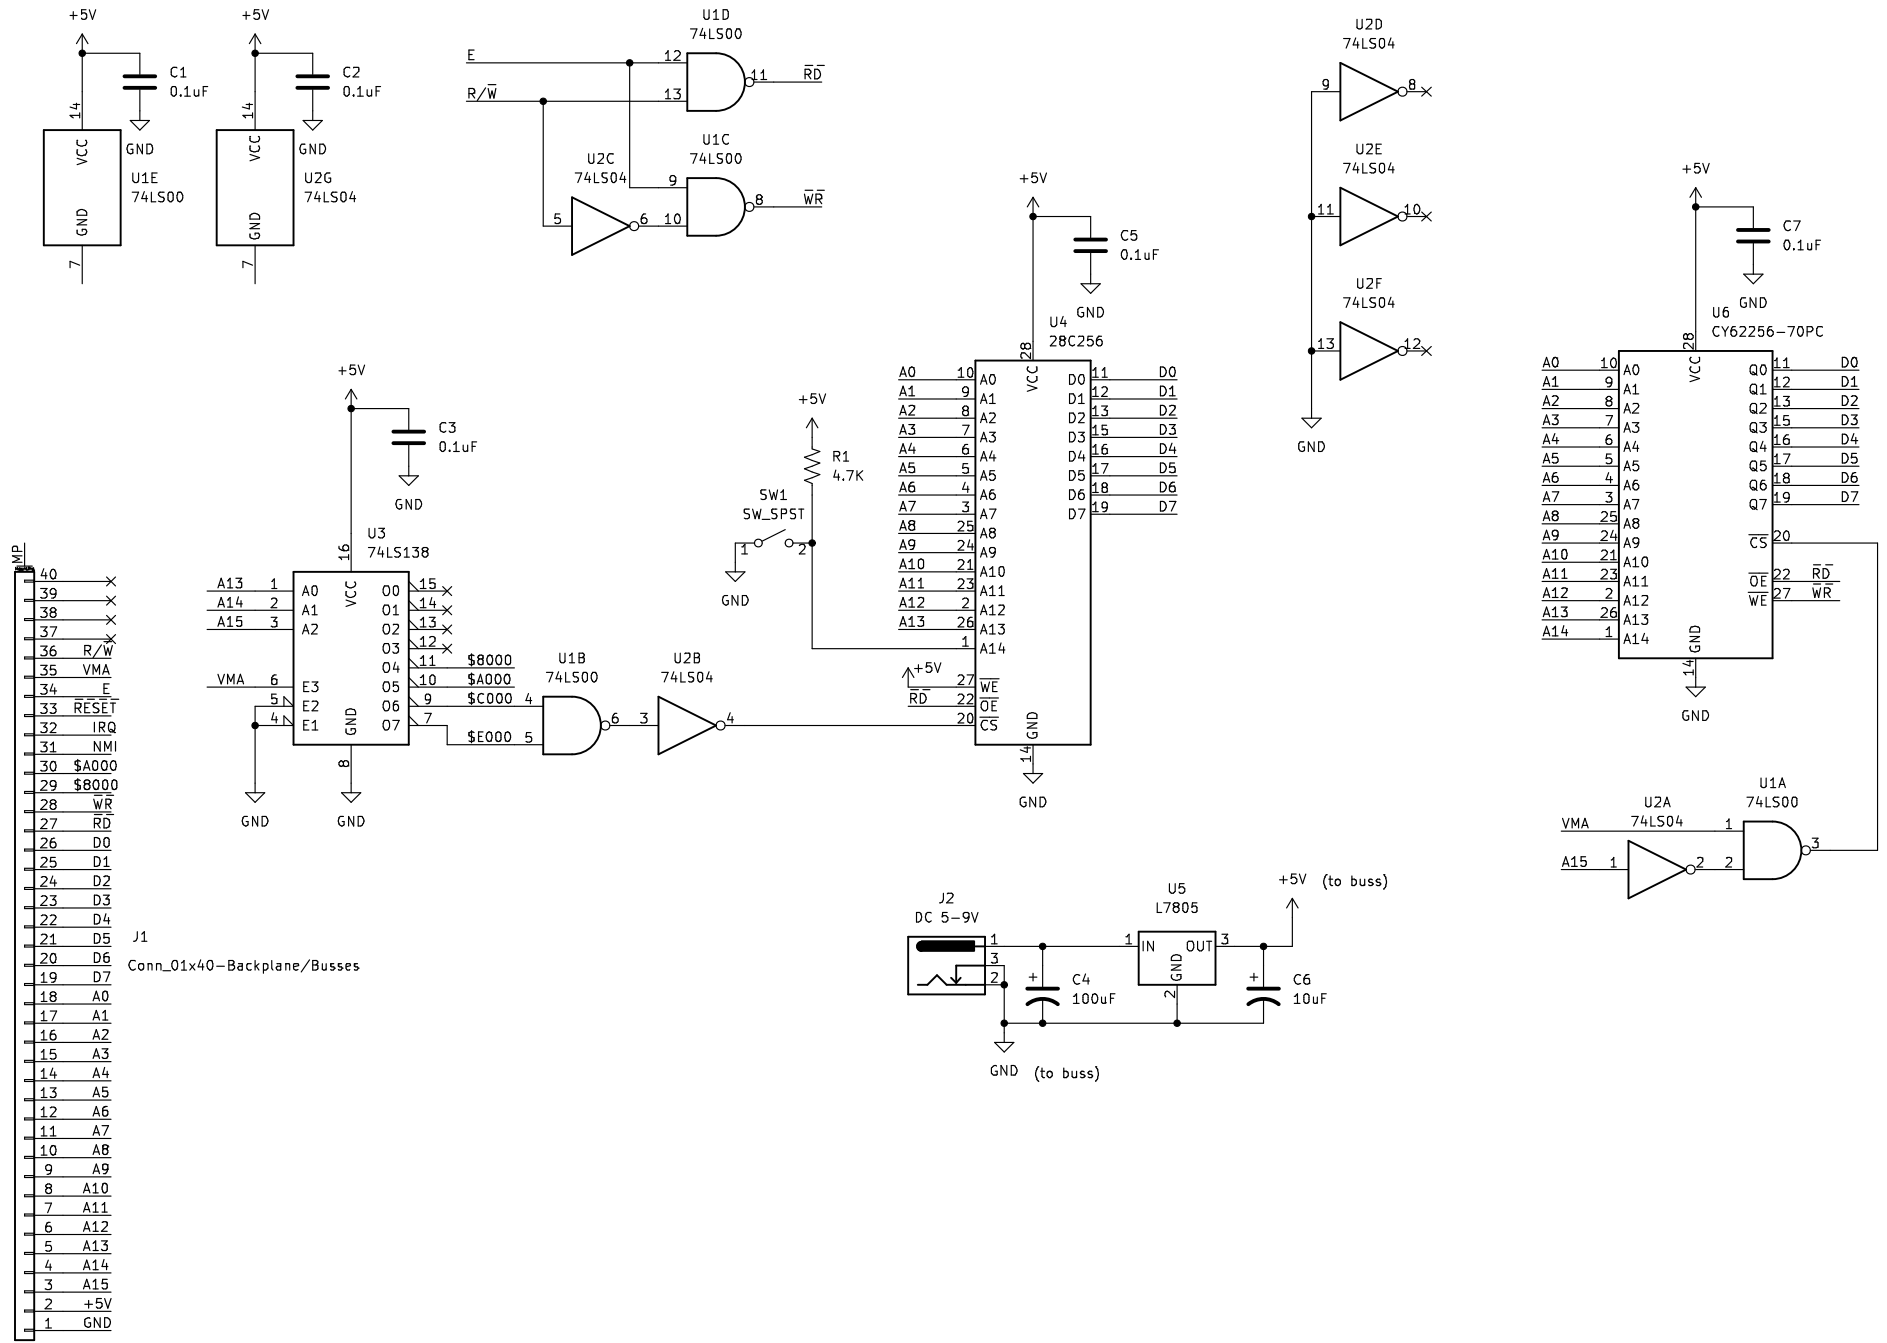 +5V
C1
0.1uF
14
VCC
GND
GND
7
U1E
74LS00
+5V
C2
0.1uF
14
VCC
GND
GND
7
U2G
74LS04
U1D
74LS00
E
12
R/W
13
11
RD
U1C
74LS00
9
10
8
WR
U2C
74LS04
5
6
U2D
74LS04
9
8
U2E
74LS04
11
10
U2F
74LS04
13
12
GND
+5V
C3
0.1uF
GND
U3
74LS138
16
VCC
A13 1 A0
A14 2 A1
A15 3 A2
VMA 6 E3
5 E2
4 E1
O0 15
O1 14
O2 13
O3 12
O4 11 $8000
O5 10 $A000
O6 9 $C000
O7 7 $E000
GND
8
GND
GND
U1B
74LS00
4
5
6
U2B
74LS04
3
4
+5V
R1
4.7K
SW1
SW_SPST
1
2
GND
+5V
C5
0.1uF
GND
U4
28C256
28
VCC
A0 10 A0
A1 9 A1
A2 8 A2
A3 7 A3
A4 6 A4
A5 5 A5
A6 4 A6
A7 3 A7
A8 25 A8
A9 24 A9
A10 21 A10
A11 23 A11
A12 2 A12
A13 26 A13
1 A14
+5V
27 WE
RD 22 OE
20 CS
D0 11 D0
D1 12 D1
D2 13 D2
D3 15 D3
D4 16 D4
D5 17 D5
D6 18 D6
D7 19 D7
GND
14
GND
+5V
C7
0.1uF
GND
U6
CY62256-70PC
28
VCC
A0 10 A0
A1 9 A1
A2 8 A2
A3 7 A3
A4 6 A4
A5 5 A5
A6 4 A6
A7 3 A7
A8 25 A8
A9 24 A9
A10 21 A10
A11 23 A11
A12 2 A12
A13 26 A13
A14 1 A14
Q0 11 D0
Q1 12 D1
Q2 13 D2
Q3 15 D3
Q4 16 D4
Q5 17 D5
Q6 18 D6
Q7 19 D7
CS 20
OE 22 RD
WE 27 WR
GND
14
GND
U1A
74LS00
U2A
74LS04
VMA
1
A15
1
2
2
3
J2
DC 5-9V
1
3
2
+
C4
100uF
U5
L7805
1
IN
OUT
3
GND
2
+
C6
10uF
+5V (to buss)
GND (to buss)
MP
40
39
38
37
36 R/W
35 VMA
34 E
33 RESET
32 IRQ
31 NMI
30 $A000
29 $8000
28 WR
27 RD
26 D0
25 D1
24 D2
23 D3
22 D4
21 D5
20 D6
19 D7
18 A0
17 A1
16 A2
15 A3
14 A4
13 A5
12 A6
11 A7
10 A8
9 A9
8 A10
7 A11
6 A12
5 A13
4 A14
3 A15
2 +5V
1 GND
J1
Conn_01x40-Backplane/Busses